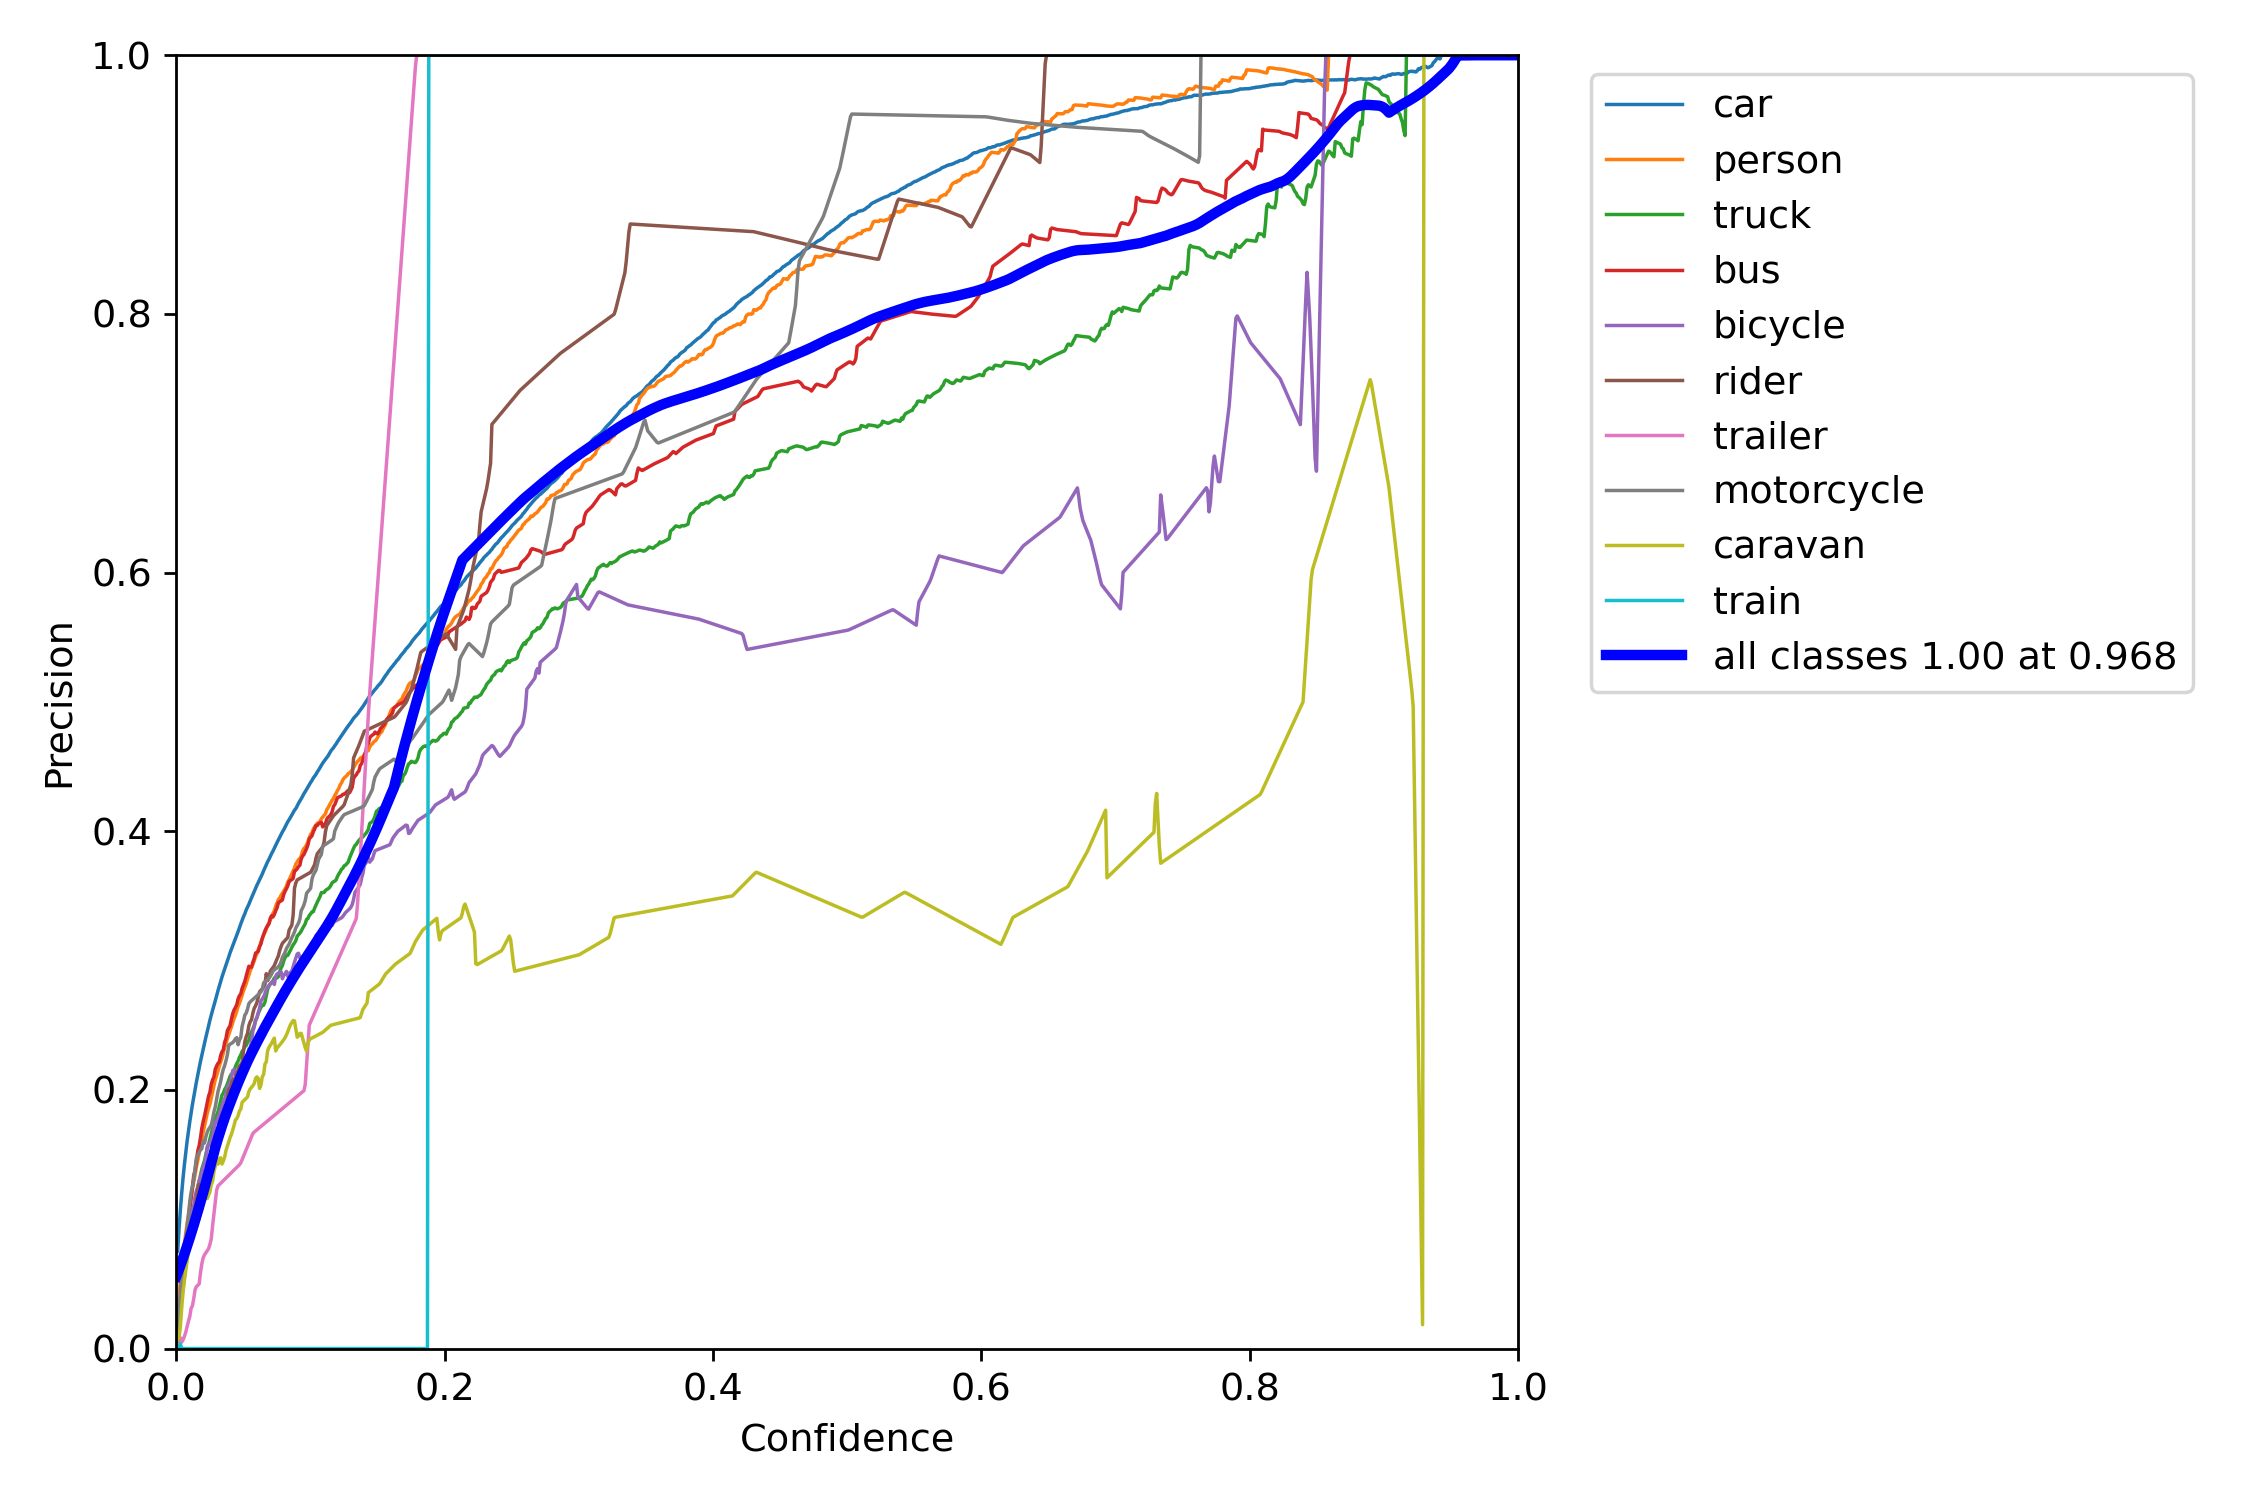 1.0
0.8
0.6
0.4
0.2
0.0
Precision
0.0 0.2 0.4 0.6 0.8 1.0
Confidence
car
person
truck
bus
bicycle
rider
trailer
motorcycle
caravan
train
all classes 1.00 at 0.968